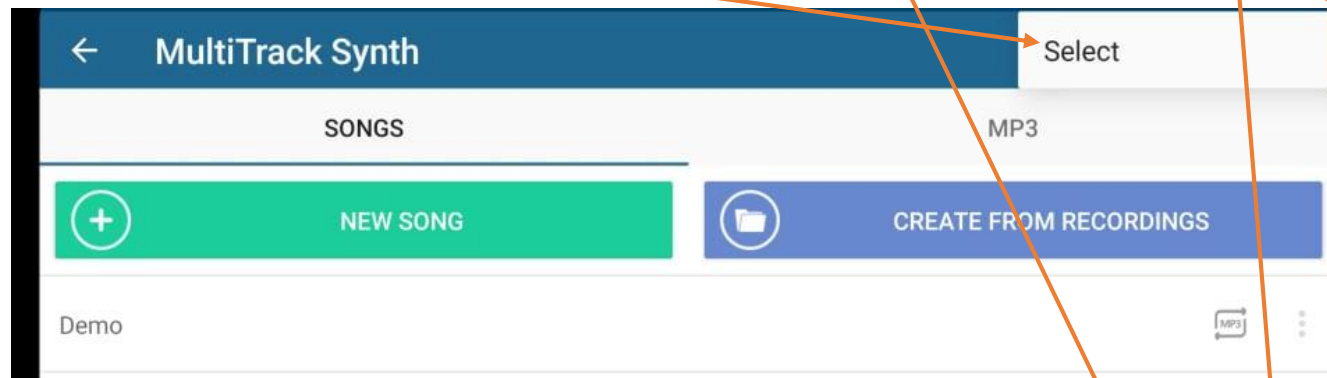 MultiTrack Synth
Select
SONGS
MP3
NEW SONG
CREATE FROM RECORDINGS
Demo
MP3